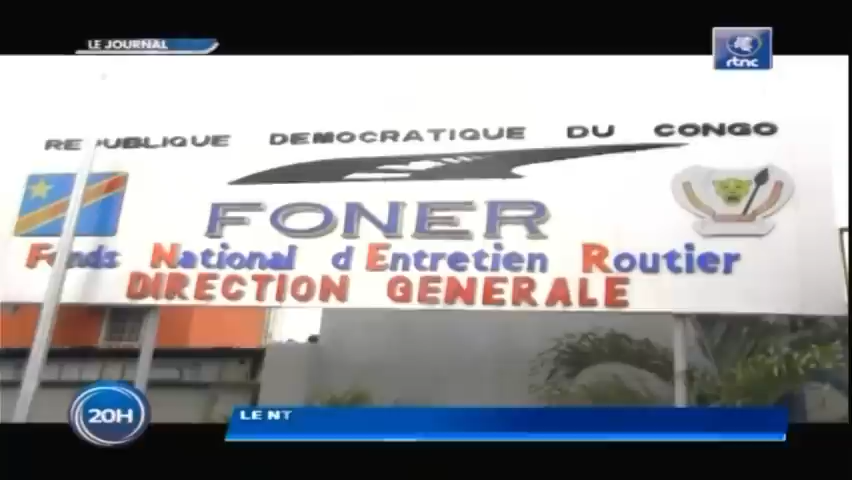 LE JOURNAL
rtnc
REPUBLIQUE DEMOCRATIQUE DU CONGO
FONER
Fonds National d'Entretien Routier
DIRECTION GENERALE
20H
LE NT